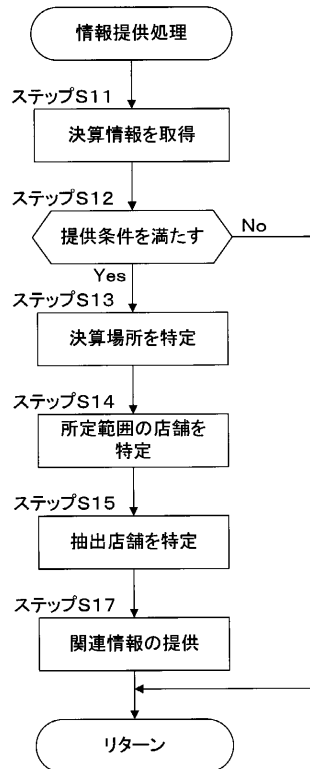 情報提供処理
ステップS11
決算情報を取得
ステップS12
提供条件を満たす
No
Yes
ステップS13
決算場所を特定
ステップS14
所定範囲の店舗を
特定
ステップS15
抽出店舗を特定
ステップS17
関連情報の提供
リターン